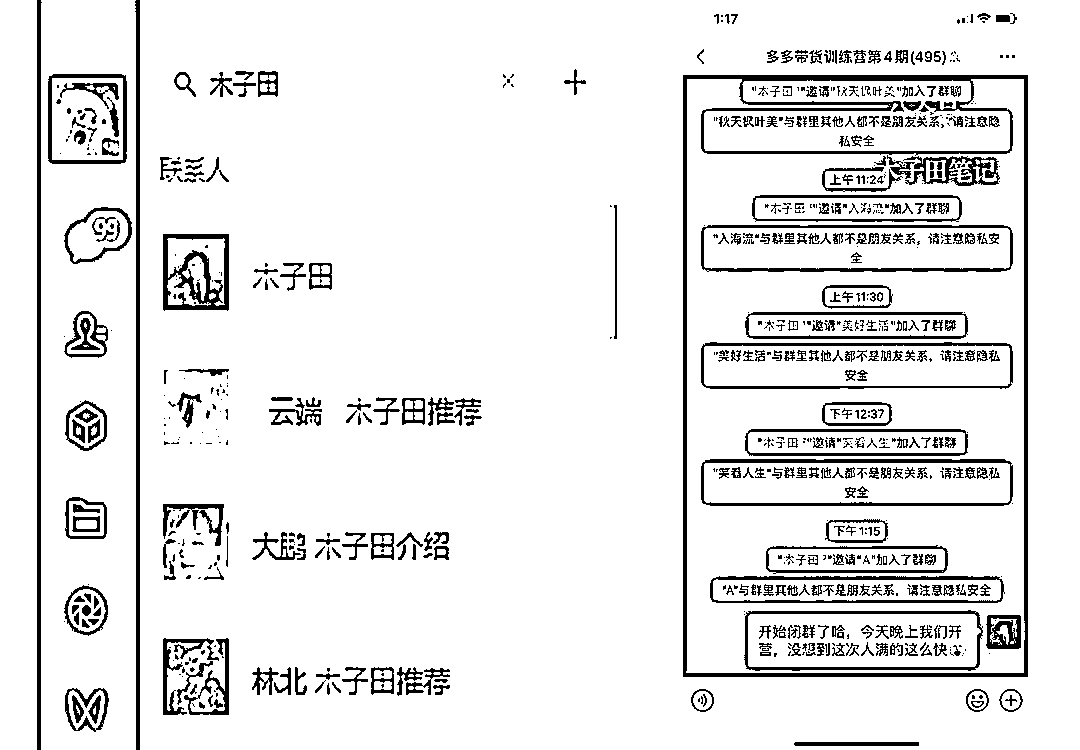 木子田
×
99
联系人
木子田
云端 木子田推荐
大鹏 木子田介绍
林北 木子田推荐
1:17
多多带货训练营第4期(495)
"木子田 "邀请"秋天枫叶美"加入了群聊
"秋天枫叶美"与群里其他人都不是朋友关系，请注意隐
私安全
木子田笔记
上午 11:24
"木子田 "邀请"入海流"加入了群聊
"入海流"与群里其他人都不是朋友关系，请注意隐私安
全
上午 11:30
"木子田 "邀请"美好生活"加入了群聊
"美好生活"与群里其他人都不是朋友关系，请注意隐私
安全
下午 12:37
"木子田 "邀请"笑看人生"加入了群聊
"笑看人生"与群里其他人都不是朋友关系，请注意隐私
安全
下午 1:15
"木子田 "邀请"A"加入了群聊
"A"与群里其他人都不是朋友关系，请注意隐私安全
开始闭群了哈，今天晚上我们开
营，没想到这次人满的这么快